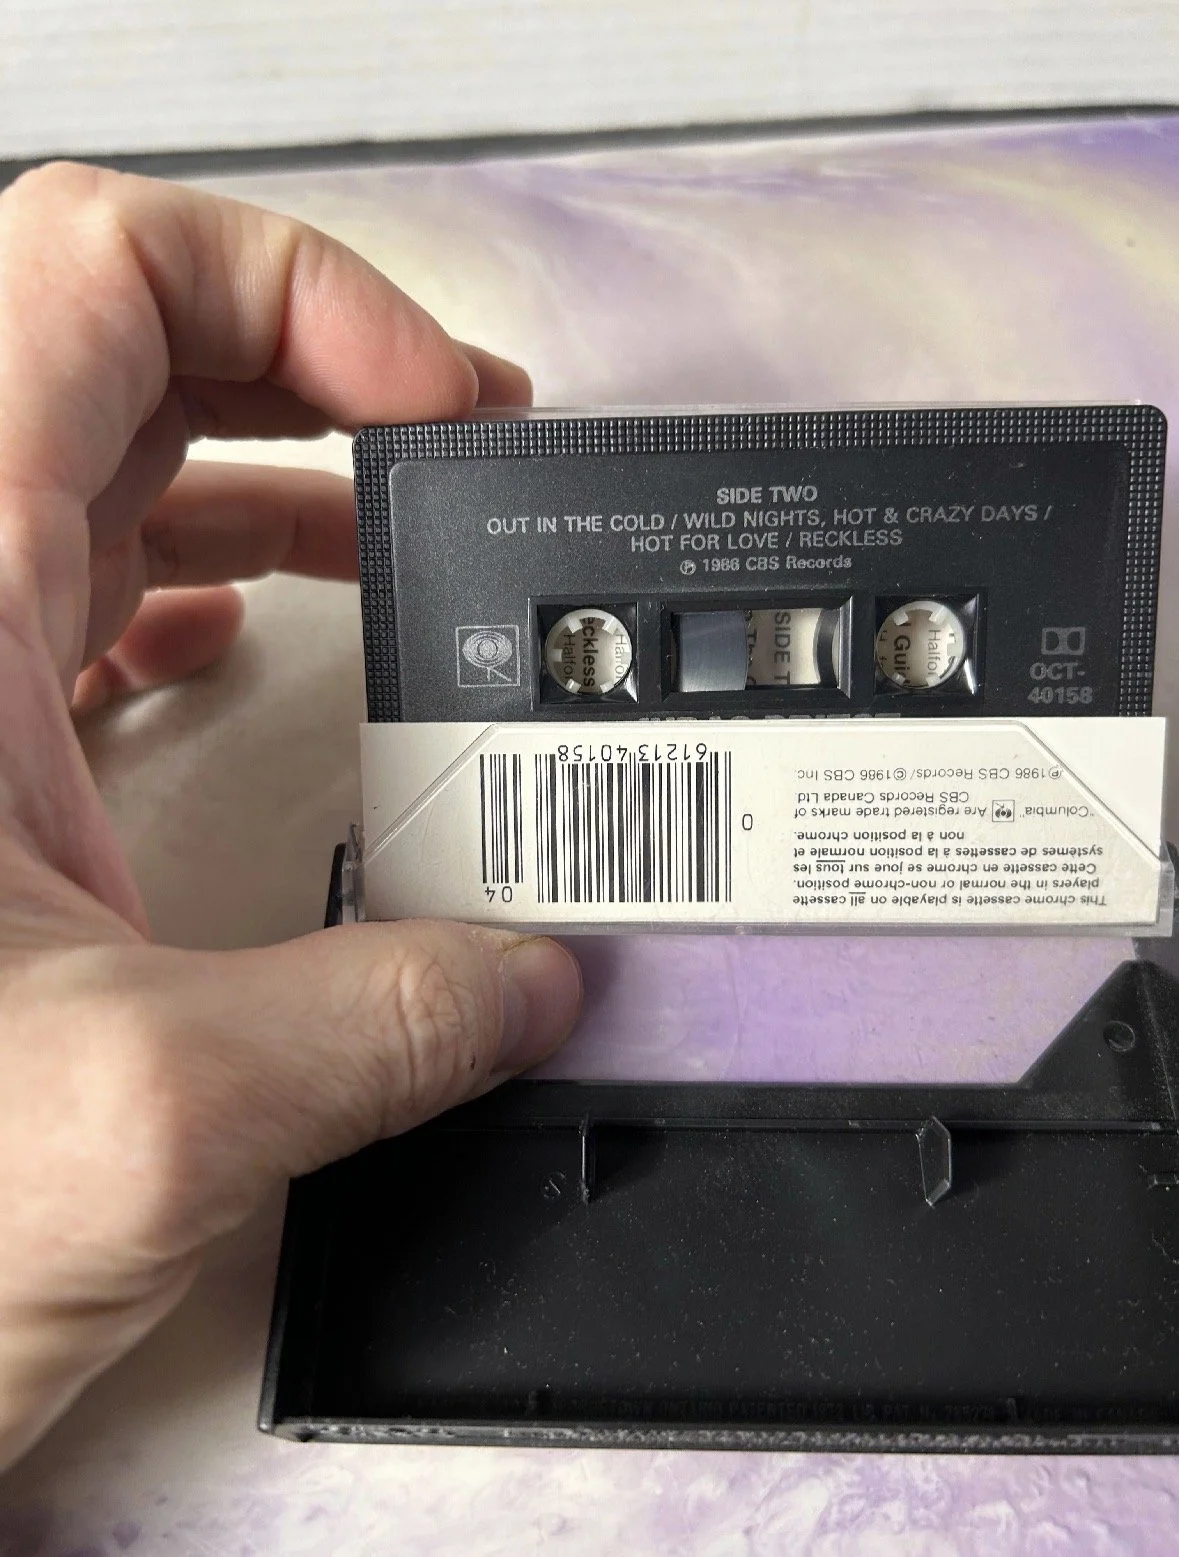 SIDE TWO
OUT IN THE COLD / WILD NIGHTS, HOT & CRAZY DAYS /
HOT FOR LOVE / RECKLESS
℗ 1986 CBS Records
ckless
Halfo
SIDE T
Gui
Halfo
OCT-
40158
This chrome cassette is playable on all cassette
players in the normal or non-chrome position.
Cette cassette en chrome se joue sur tous les
systèmes de cassettes à la position normale et
non à la position chrome.
"Columbia" Are registered trade marks of
CBS Records Canada Ltd
℗1986 CBS Records/©1986 CBS Inc
0
61213 40158
04